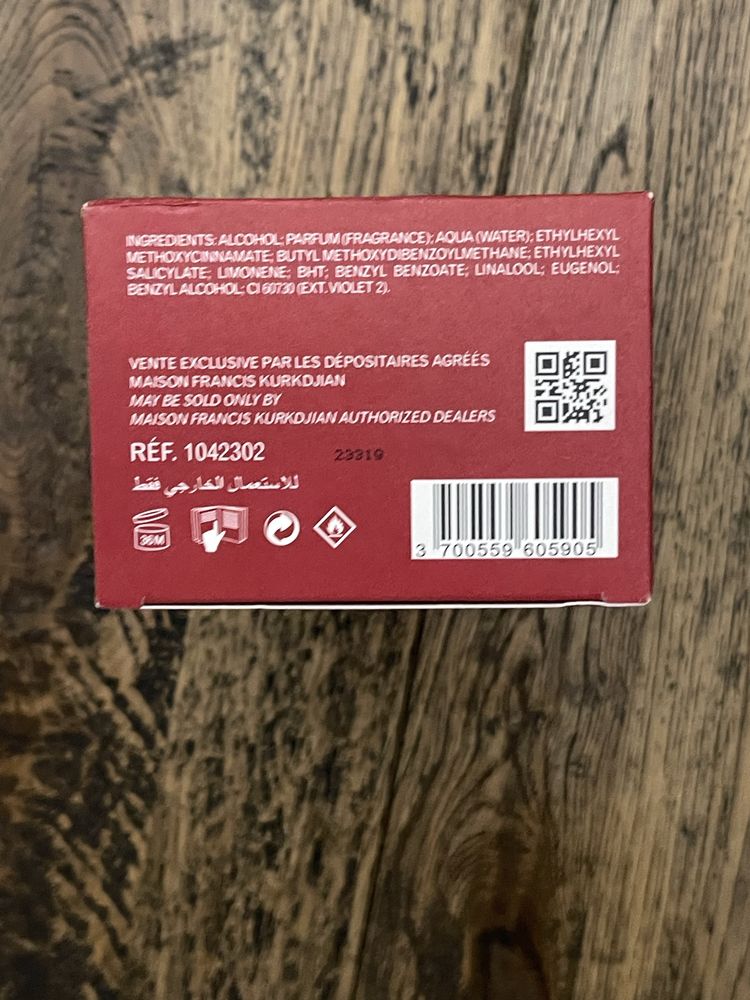 INGREDIENTS: ALCOHOL; PARFUM (FRAGRANCE); AQUA (WATER); ETHYLHEXYL
METHOXYCINNAMATE; BUTYL METHOXYDIBENZOYLMETHANE; ETHYLHEXYL
SALICYLATE; LIMONENE; BHT; BENZYL BENZOATE; LINALOOL; EUGENOL;
BENZYL ALCOHOL; CI 60730 (EXT. VIOLET 2).
VENTE EXCLUSIVE PAR LES DÉPOSITAIRES AGRÉÉS
MAISON FRANCIS KURKDJIAN
MAY BE SOLD ONLY BY
MAISON FRANCIS KURKDJIAN AUTHORIZED DEALERS
RÉF. 1042302 23319
للاستعمال الخارجي فقط
36M
3 700559 605905